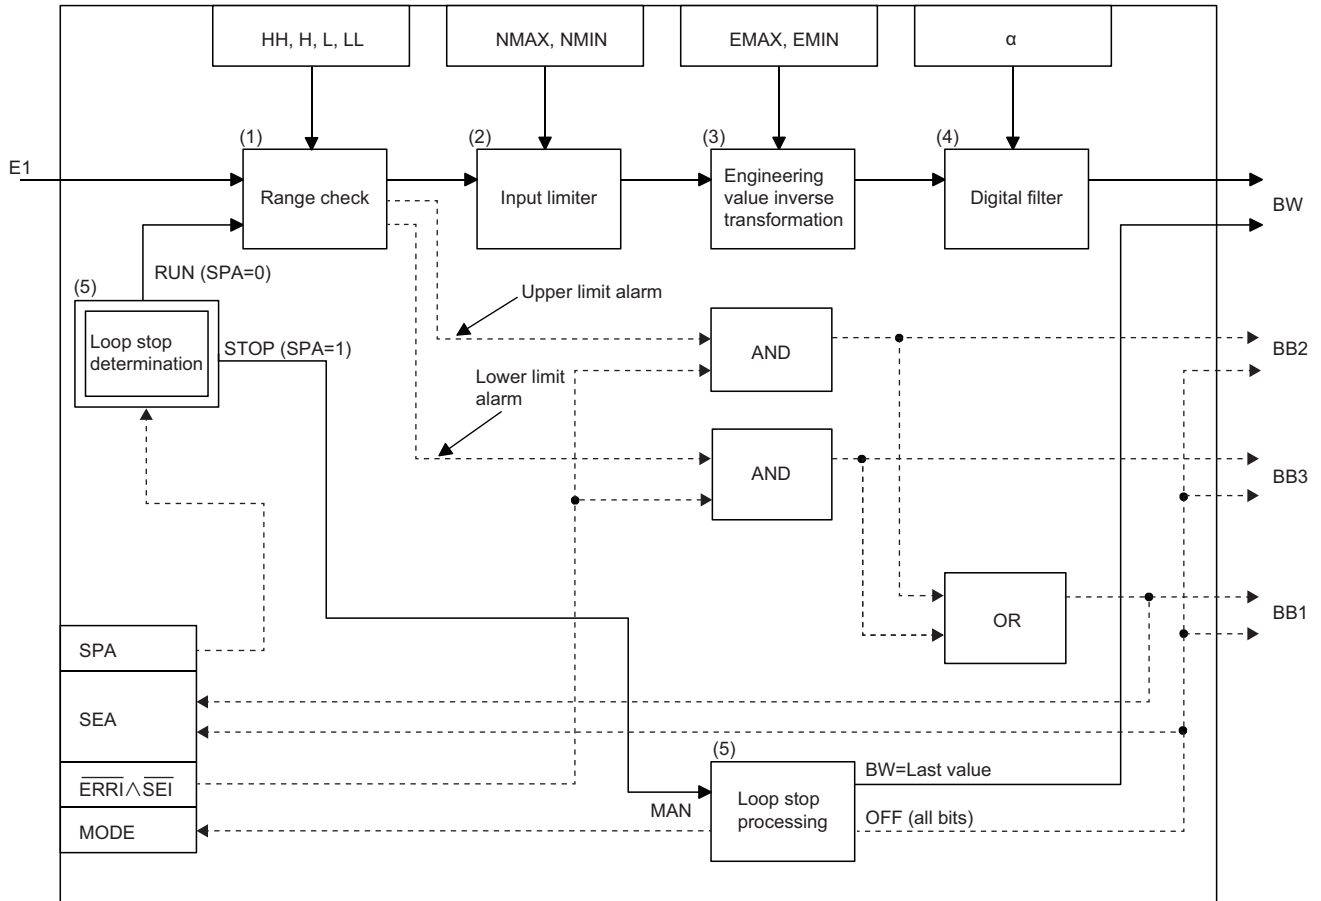 HH, H, L, LL
NMAX, NMIN
EMAX, EMIN
α
(1)
(2)
(3)
(4)
E1
Range check
Input limiter
Engineering
value inverse
transformation
Digital filter
BW
RUN (SPA=0)
(5)
Loop stop
determination
STOP (SPA=1)
Upper limit alarm
AND
BB2
Lower limit
alarm
AND
BB3
OR
BB1
SPA
SEA
E̅R̅R̅I̅∧S̅E̅I̅
MODE
MAN
(5)
Loop stop
processing
BW=Last value
OFF (all bits)